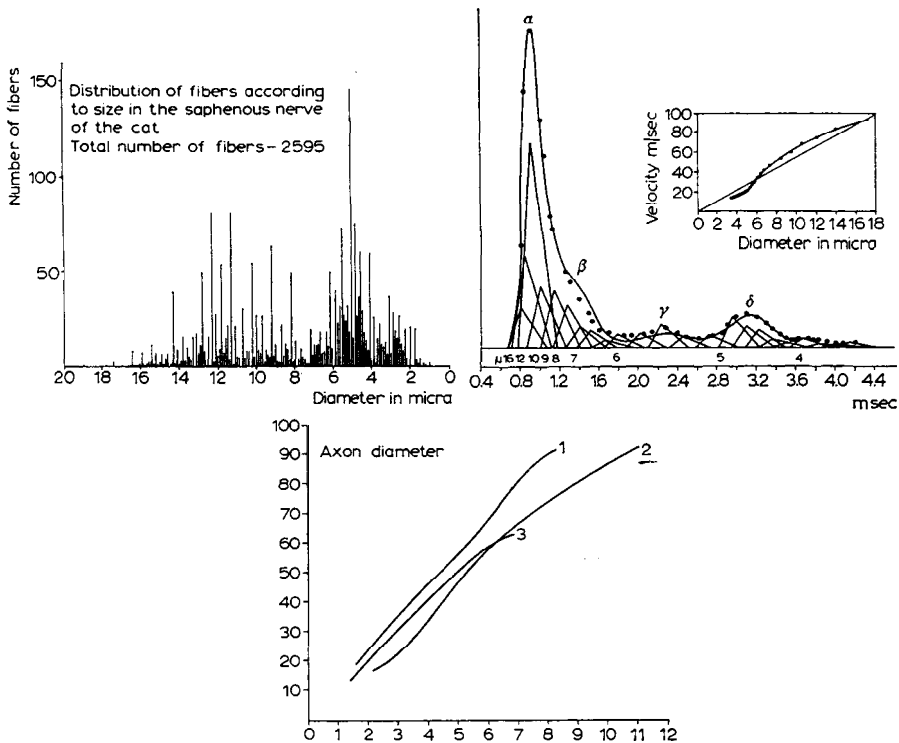 150
100
50
Number of fibers
Distribution of fibers according
to size in the saphenous nerve
of the cat
Total number of fibers – 2595
20 18 16 14 12 10 8 6 4 2 0
Diameter in micra
α
β
γ
δ
μ 16 12 10 9 8 7 6 5 4
0.4 0.8 1.2 1.6 2.0 2.4 2.8 3.2 3.6 4.0 4.4
msec
100
80
60
40
20
Velocity m/sec
0 2 4 6 8 10 12 14 16 18
Diameter in micra
100
90
80
70
60
50
40
30
20
10
Axon diameter
1
2
3
0 1 2 3 4 5 6 7 8 9 10 11 12